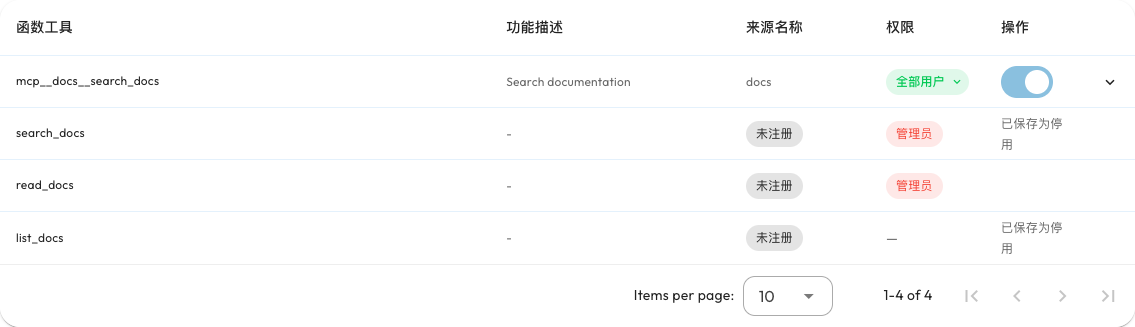 函数工具 功能描述 来源名称 权限 操作
mcp__docs__search_docs Search documentation docs 全部用户
search_docs - 未注册 管理员 已保存为停
用
read_docs - 未注册 管理员
list_docs - 未注册 — 已保存为停
用
Items per page: 10 1-4 of 4